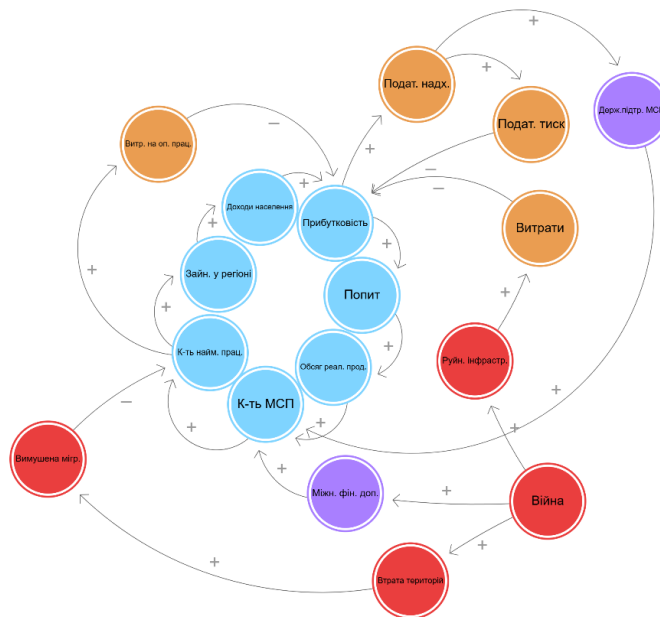 +
+
Подат. надх.
+
Держ.підтр. МСП
Подат. тиск
−
Витр. на оп. прац.
+
+
−
−
Доходи населення
Прибутковість
Витрати
+
+
Зайн. у регіоні
+
+
Попит
+
+
К-ть найм. прац.
Обсяг реал. прод.
Руйн. інфрастр.
+
−
К-ть МСП
+
+
+
+
+
Вимушена мігр.
+
Міжн. фін. доп.
+
Війна
+
+
Втрата територій